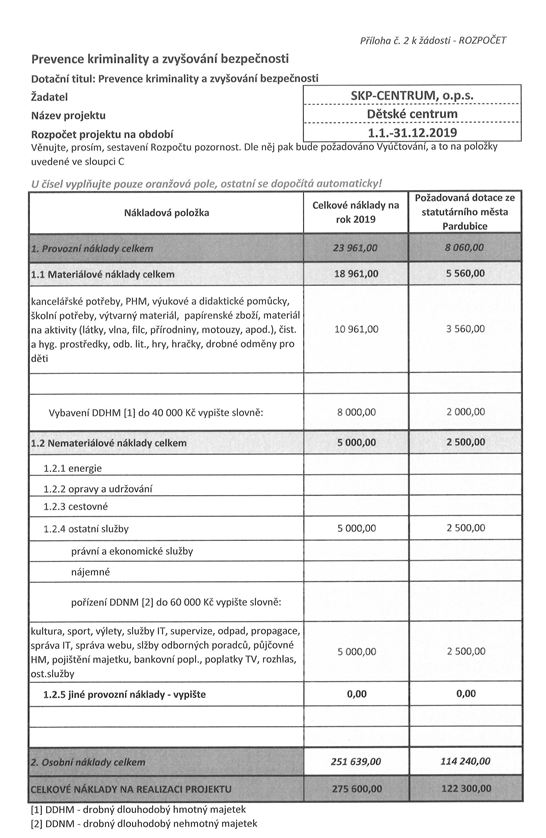 Příloha č. 2 k žádosti - ROZPOČET
Prevence kriminality a zvyšování bezpečnosti
Dotační titul: Prevence kriminality a zvyšování bezpečnosti
Žadatel SKP-CENTRUM, o.p.s.
Název projektu Dětské centrum
Rozpočet projektu na období 1.1.-31.12.2019
Věnujte, prosím, sestavení Rozpočtu pozornost. Dle něj pak bude požadováno Vyúčtování, a to na položky
uvedené ve sloupci C
U čísel vyplňujte pouze oranžová pole, ostatní se dopočítá automaticky!
Nákladová položka
Celkové náklady na
rok 2019
Požadovaná dotace ze
statutárního města
Pardubice
1. Provozní náklady celkem 23 961,00 8 060,00
1.1 Materiálové náklady celkem 18 961,00 5 560,00
kancelářské potřeby, PHM, výukové a didaktické pomůcky,
školní potřeby, výtvarný materiál, papírenské zboží, materiál
na aktivity (látky, vlna, filc, přírodniny, motouzy, apod.), čist.
a hyg. prostředky, odb. lit., hry, hračky, drobné odměny pro
děti
10 961,00 3 560,00
Vybavení DDHM [1] do 40 000 Kč vypište slovně: 8 000,00 2 000,00
1.2 Nemateriálové náklady celkem 5 000,00 2 500,00
1.2.1 energie
1.2.2 opravy a udržování
1.2.3 cestovné
1.2.4 ostatní služby 5 000,00 2 500,00
právní a ekonomické služby
nájemné
pořízení DDNM [2] do 60 000 Kč vypište slovně:
kultura, sport, výlety, služby IT, supervize, odpad, propagace,
správa IT, správa webu, slžby odborných poradců, půjčovné
HM, pojištění majetku, bankovní popl., poplatky TV, rozhlas,
ost.služby
5 000,00 2 500,00
1.2.5 jiné provozní náklady - vypište 0,00 0,00
2. Osobní náklady celkem 251 639,00 114 240,00
CELKOVÉ NÁKLADY NA REALIZACI PROJEKTU 275 600,00 122 300,00
[1] DDHM - drobný dlouhodobý hmotný majetek
[2] DDNM - drobný dlouhodobý nehmotný majetek